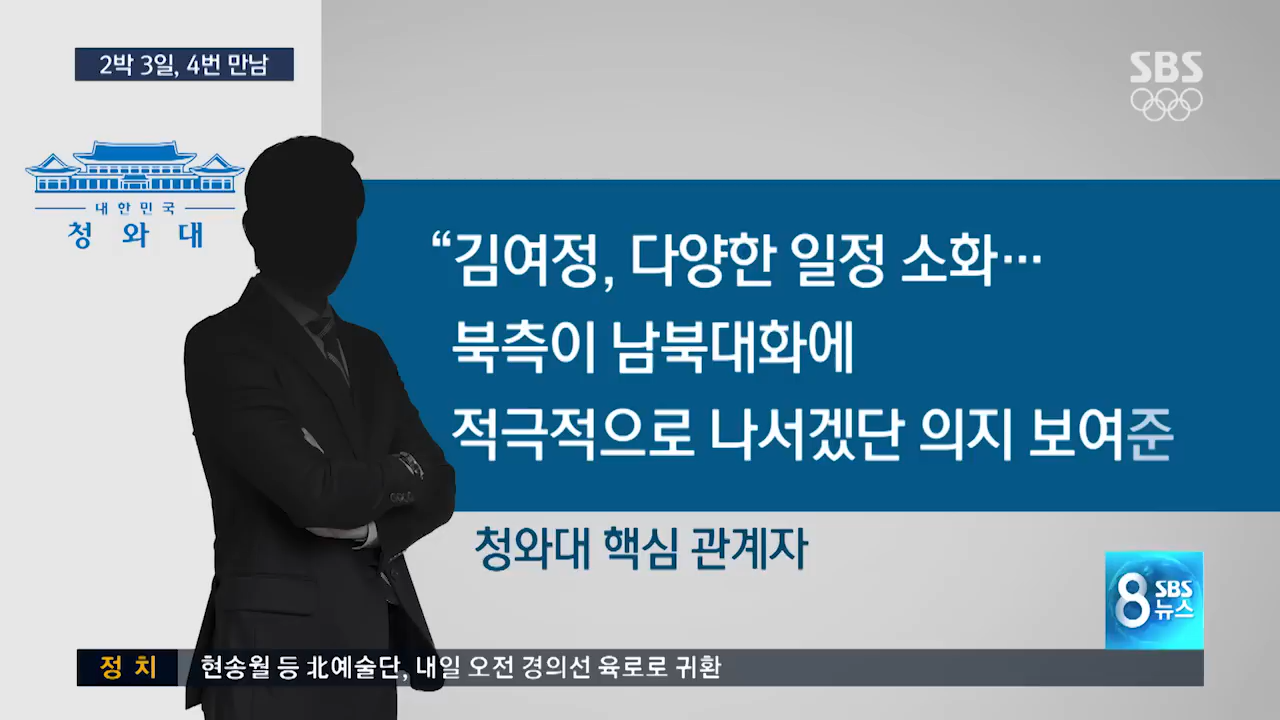 2박 3일, 4번 만남
SBS
대한민국
청와대
“김여정, 다양한 일정 소화…
북측이 남북대화에
적극적으로 나서겠단 의지 보여준
청와대 핵심 관계자
8 SBS 뉴스
정치 현송월 등 北예술단, 내일 오전 경의선 육로로 귀환